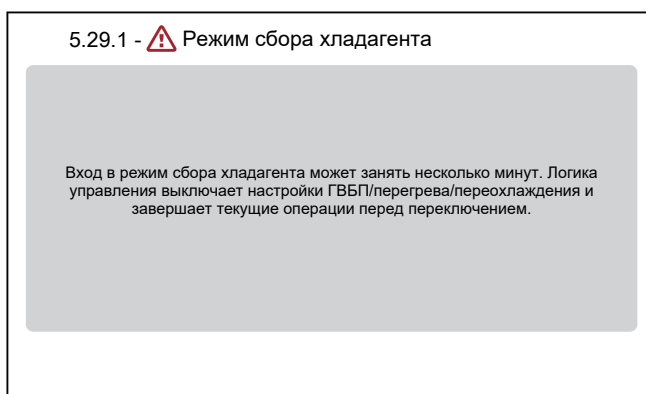 5.29.1 - Режим сбора хладагента
Вход в режим сбора хладагента может занять несколько минут. Логика
управления выключает настройки ГВБП/перегрева/переохлаждения и
завершает текущие операции перед переключением.